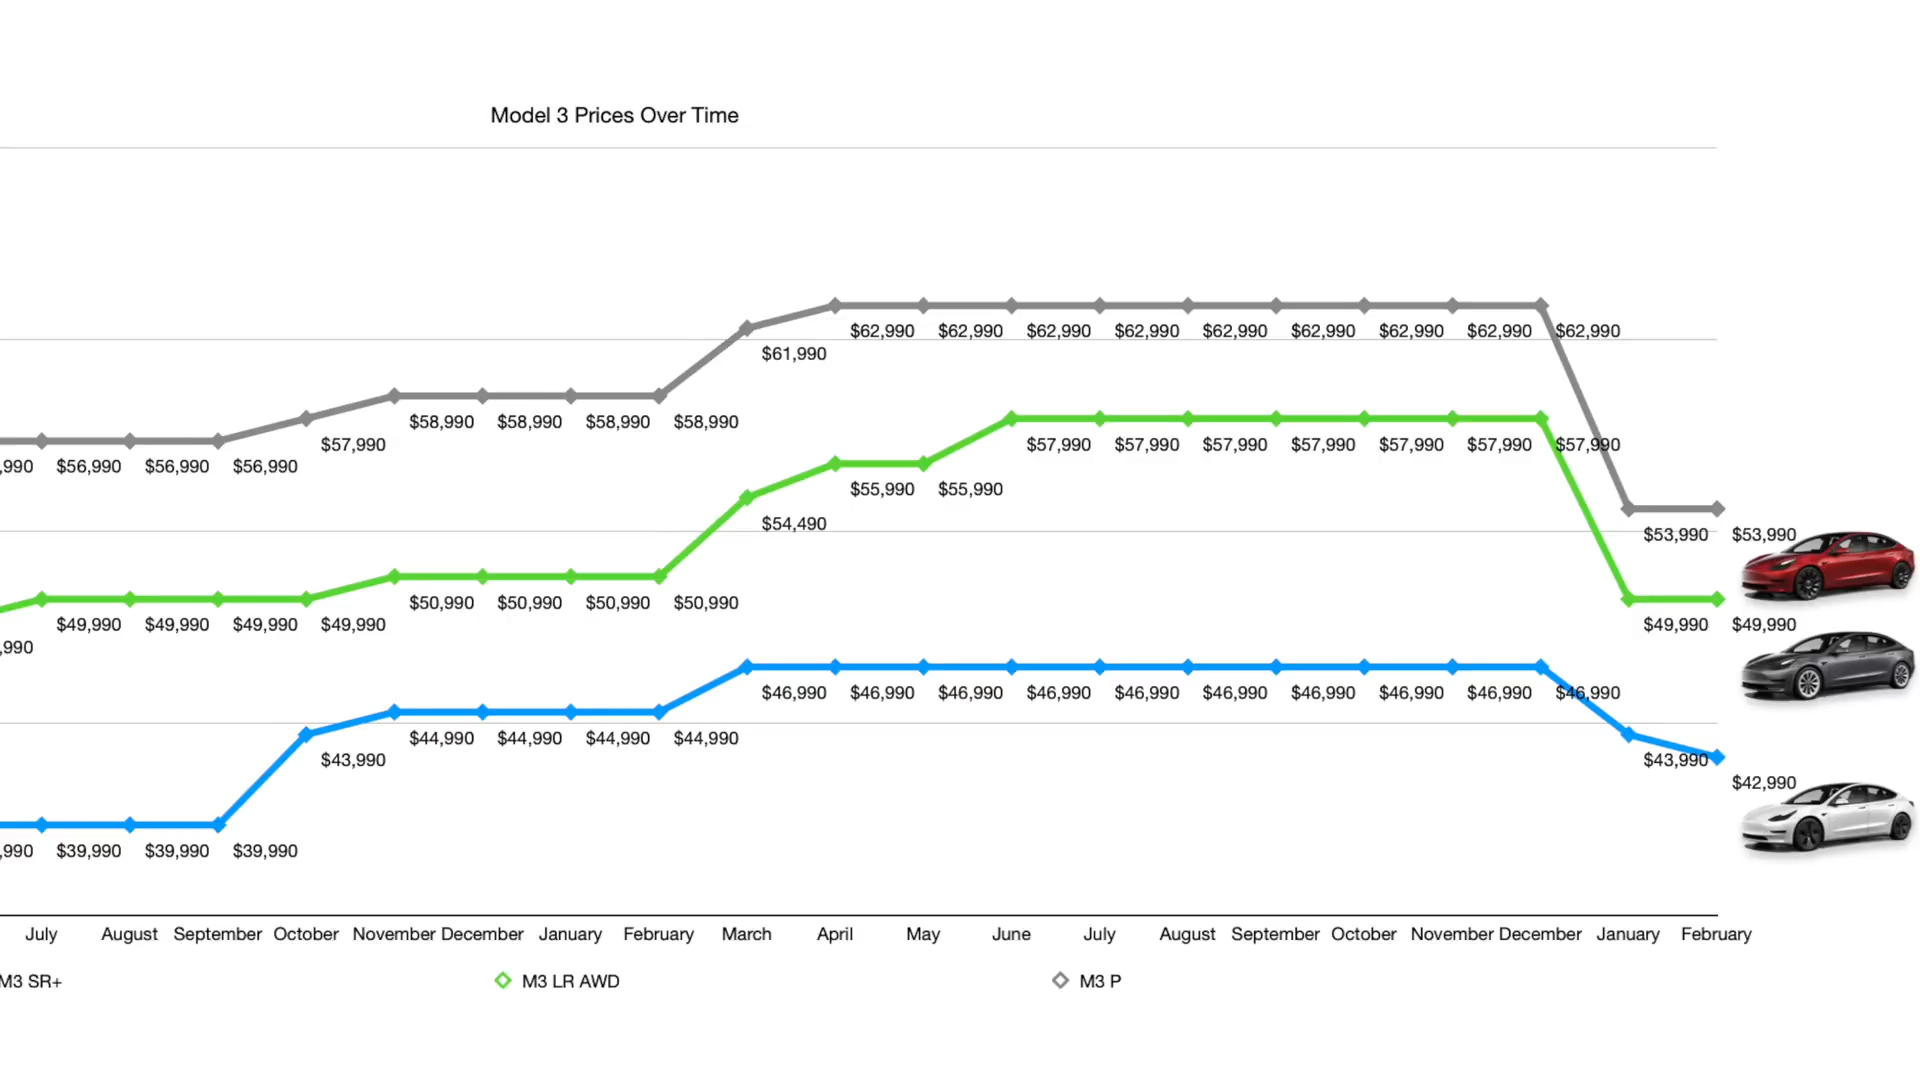 Model 3 Prices Over Time
$62,990 $62,990 $62,990 $62,990 $62,990 $62,990 $62,990 $62,990 $62,990
$61,990
$58,990 $58,990 $58,990 $58,990
$57,990 $57,990 $57,990 $57,990 $57,990 $57,990 $57,990 $57,990
,990 $56,990 $56,990 $56,990
$55,990 $55,990
$54,490
$53,990 $53,990
$50,990 $50,990 $50,990 $50,990
$49,990 $49,990 $49,990 $49,990 $49,990 $49,990
,990
$46,990 $46,990 $46,990 $46,990 $46,990 $46,990 $46,990 $46,990 $46,990 $46,990
$44,990 $44,990 $44,990 $44,990
$43,990 $43,990
$42,990
,990 $39,990 $39,990 $39,990
July August September October November December January February March April May June July August September October November December January February
M3 SR+ M3 LR AWD M3 P